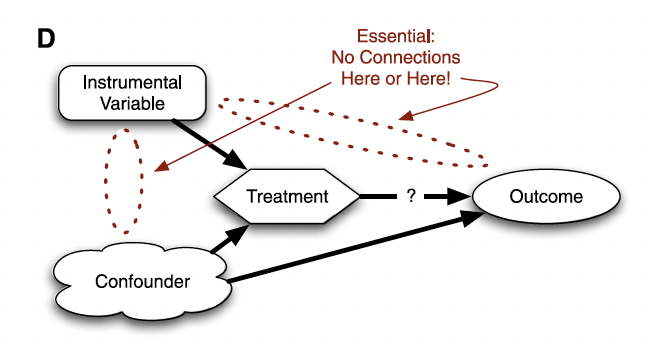 D
Essential:
No Connections
Here or Here!
Instrumental
Variable
Treatment
?
Outcome
Confounder